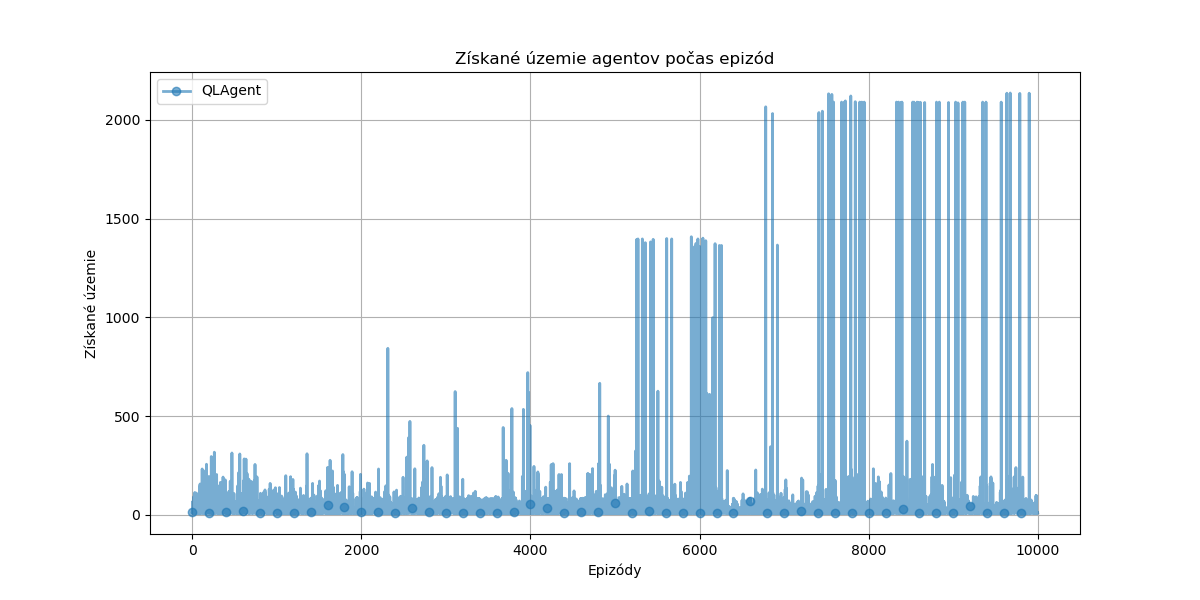 Získané územie agentov počas epizód
QLAgent
Získané územie
2000
1500
1000
500
0
0 2000 4000 6000 8000 10000
Epizódy